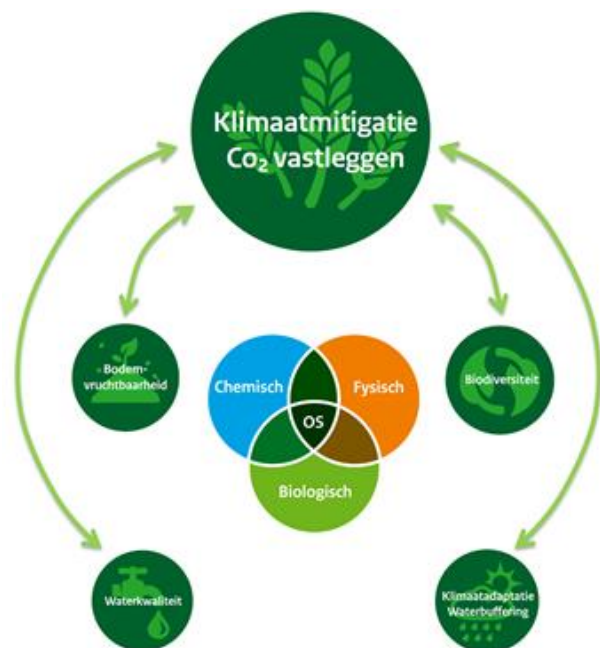 Klimaatmitigatie
Co₂ vastleggen
Bodem-
vruchtbaarheid
Biodiversiteit
Chemisch
Fysisch
OS
Biologisch
Waterkwaliteit
Klimaatadaptatie
Waterbuffering